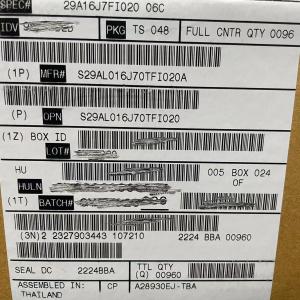 SPEC# 29A16J7FI020 06C
IDV PKG TS 048 FULL CNTR QTY 0096
(1P) MFR# S29AL016J70TFI020A
(P) OPN S29AL016J70TFI020
(1Z) BOX ID
LOT#
HU 005 BOX 024
HULN OF
(1T) BATCH#
(3N)2 2327903443 107210 2224 BBA 00960
SEAL DC 2224BBA TTL QTY
(Q) 00960
ASSEMBLED IN: CP A28930EJ-TBA
THAILAND